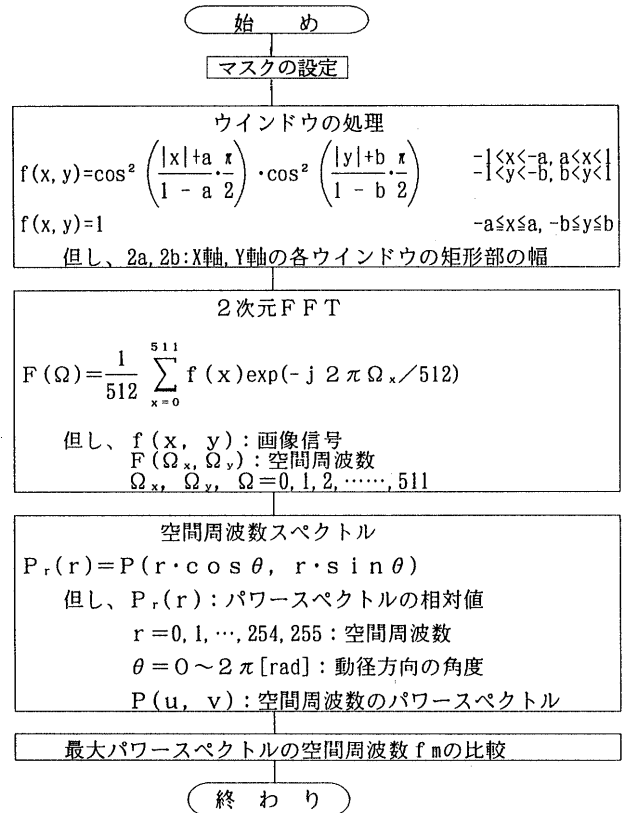 始め
マスクの設定
ウインドウの処理
f(x, y)=cos² (|x|+a/1 - a・π/2)・cos² (|y|+b/1 - b・π/2) -1<x<-a, a<x<1
-1<y<-b, b<y<1
f(x, y)=1 -a≦x≦a, -b≦y≦b
但し、2a, 2b:X軸,Y軸の各ウインドウの矩形部の幅
2次元FFT
F(Ω)=1/512 Σ[x=0→511] f(x)exp(-j2πΩₓ/512)
但し、f(x, y):画像信号
F(Ωₓ,Ωᵧ):空間周波数
Ωₓ, Ωᵧ, Ω=0,1,2,……,511
空間周波数スペクトル
Pᵣ(r)=P(r・cosθ, r・sinθ)
但し、Pᵣ(r):パワースペクトルの相対値
r=0,1,…,254,255:空間周波数
θ=0～2π[rad]:動径方向の角度
P(u, v):空間周波数のパワースペクトル
最大パワースペクトルの空間周波数fmの比較
終わり